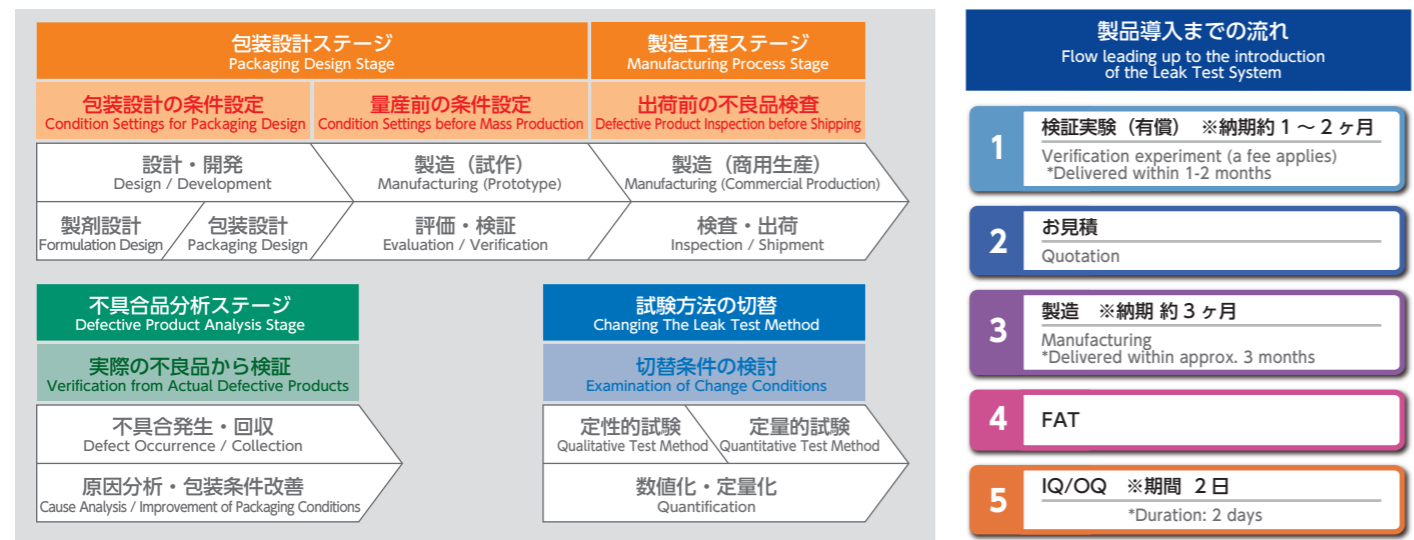 包装設計ステージ
Packaging Design Stage
製造工程ステージ
Manufacturing Process Stage
包装設計の条件設定
Condition Settings for Packaging Design
量産前の条件設定
Condition Settings before Mass Production
出荷前の不良品検査
Defective Product Inspection before Shipping
設計・開発
Design / Development
製造（試作）
Manufacturing (Prototype)
製造（商用生産）
Manufacturing (Commercial Production)
製剤設計
Formulation Design
包装設計
Packaging Design
評価・検証
Evaluation / Verification
検査・出荷
Inspection / Shipment
不具合品分析ステージ
Defective Product Analysis Stage
実際の不良品から検証
Verification from Actual Defective Products
不具合発生・回収
Defect Occurrence / Collection
原因分析・包装条件改善
Cause Analysis / Improvement of Packaging Conditions
試験方法の切替
Changing The Leak Test Method
切替条件の検討
Examination of Change Conditions
定性的試験
Qualitative Test Method
定量的試験
Quantitative Test Method
数値化・定量化
Quantification
製品導入までの流れ
Flow leading up to the introduction
of the Leak Test System
1
検証実験（有償） ※納期約１～２ヶ月
Verification experiment (a fee applies)
*Delivered within 1-2 months
2
お見積
Quotation
3
製造 ※納期 約３ヶ月
Manufacturing
*Delivered within approx. 3 months
4
FAT
5
IQ/OQ ※期間 ２日
*Duration: 2 days